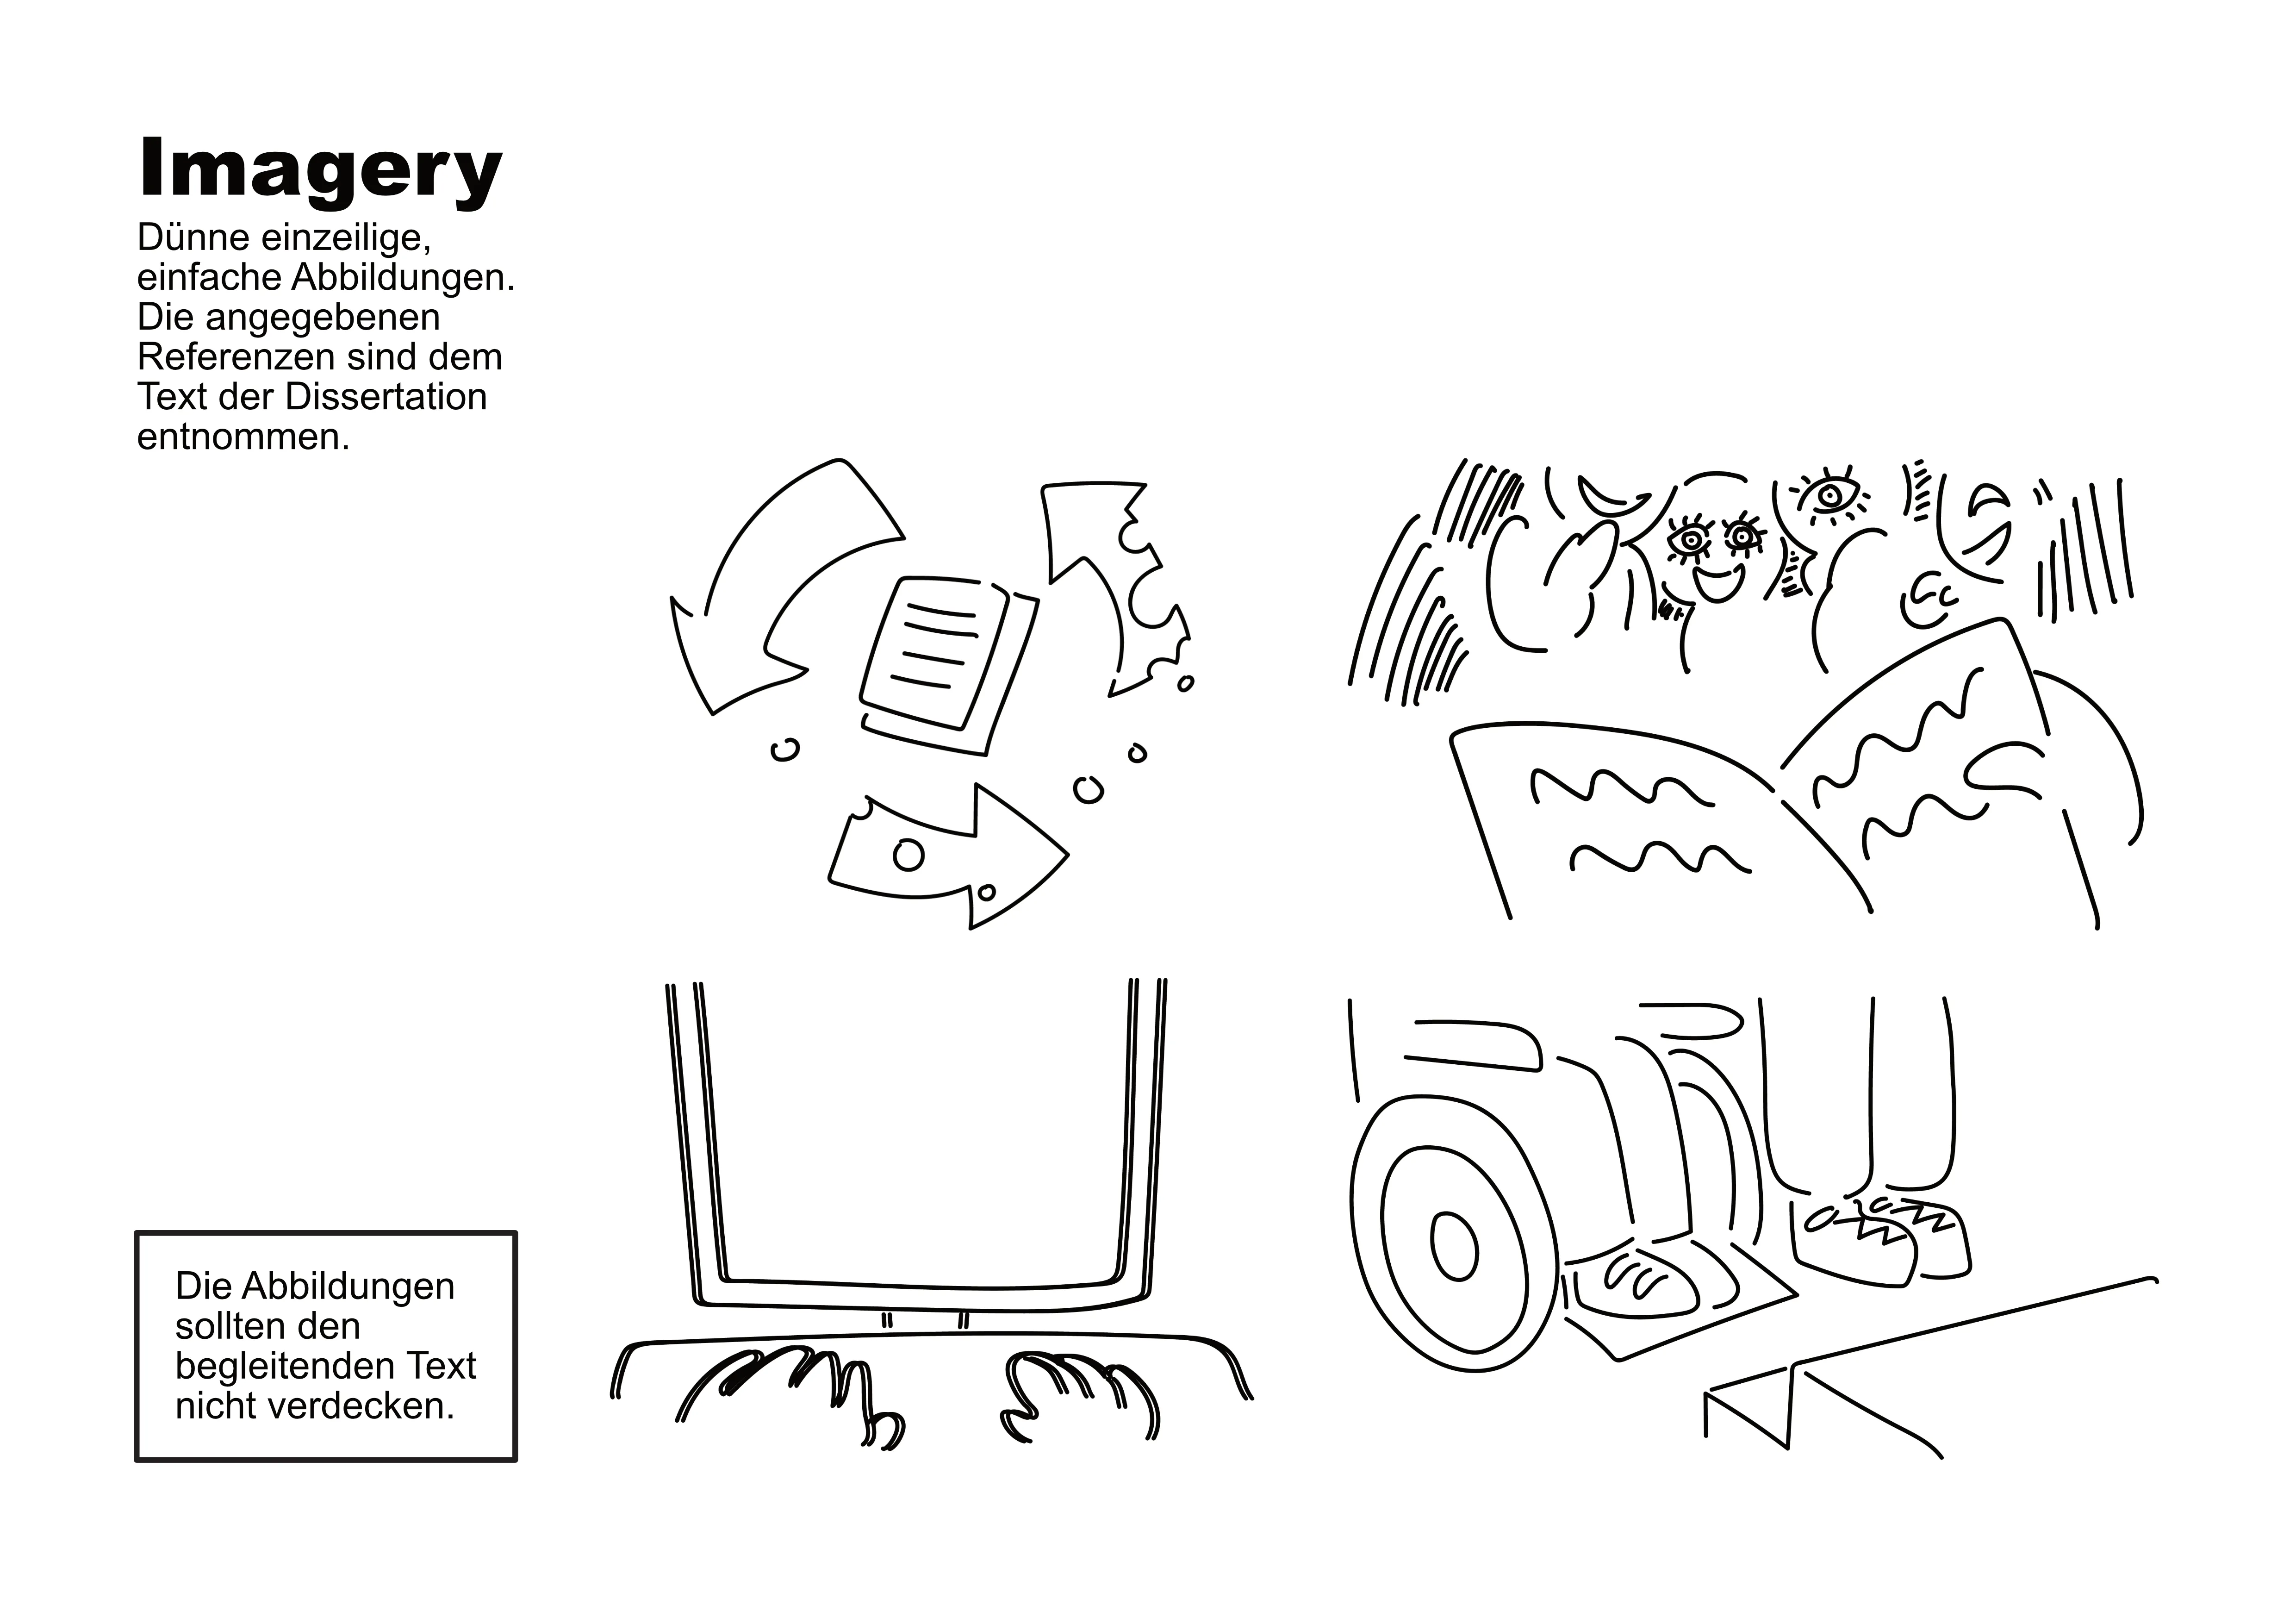 Imagery
Dünne einzeilige,
einfache Abbildungen.
Die angegebenen
Referenzen sind dem
Text der Dissertation
entnommen.
Die Abbildungen
sollten den
begleitenden Text
nicht verdecken.